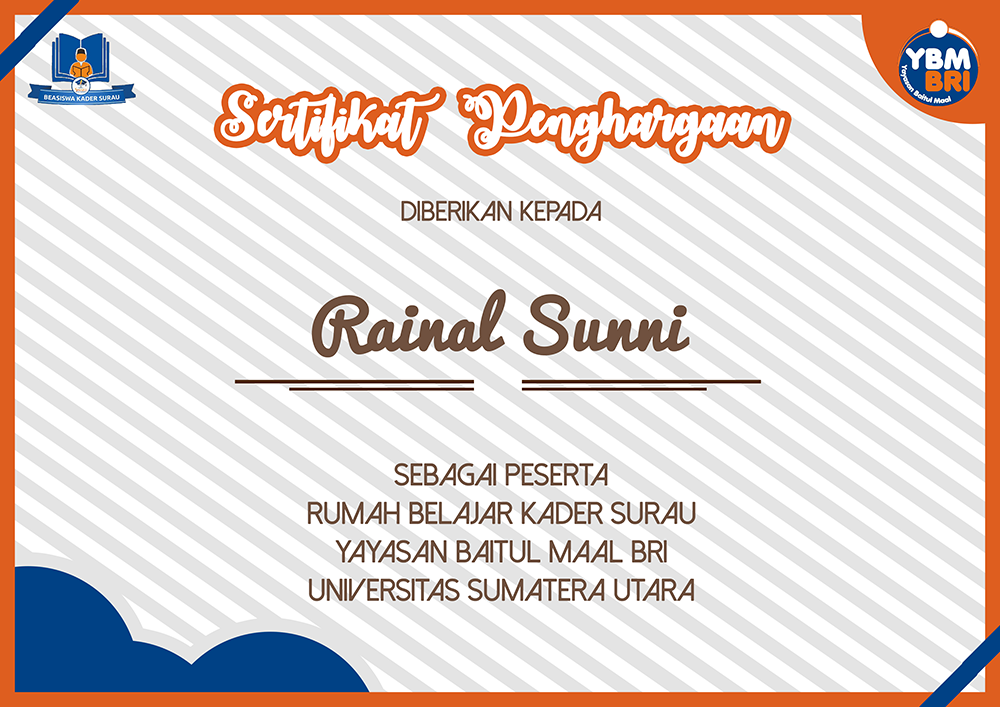 BEASISWA KADER SURAU
YBM
BRI
Yayasan Baitul Maal
Sertifikat Penghargaan
DIBERIKAN KEPADA
Rainal Sunni
SEBAGAI PESERTA
RUMAH BELAJAR KADER SURAU
YAYASAN BAITUL MAAL BRI
UNIVERSITAS SUMATERA UTARA